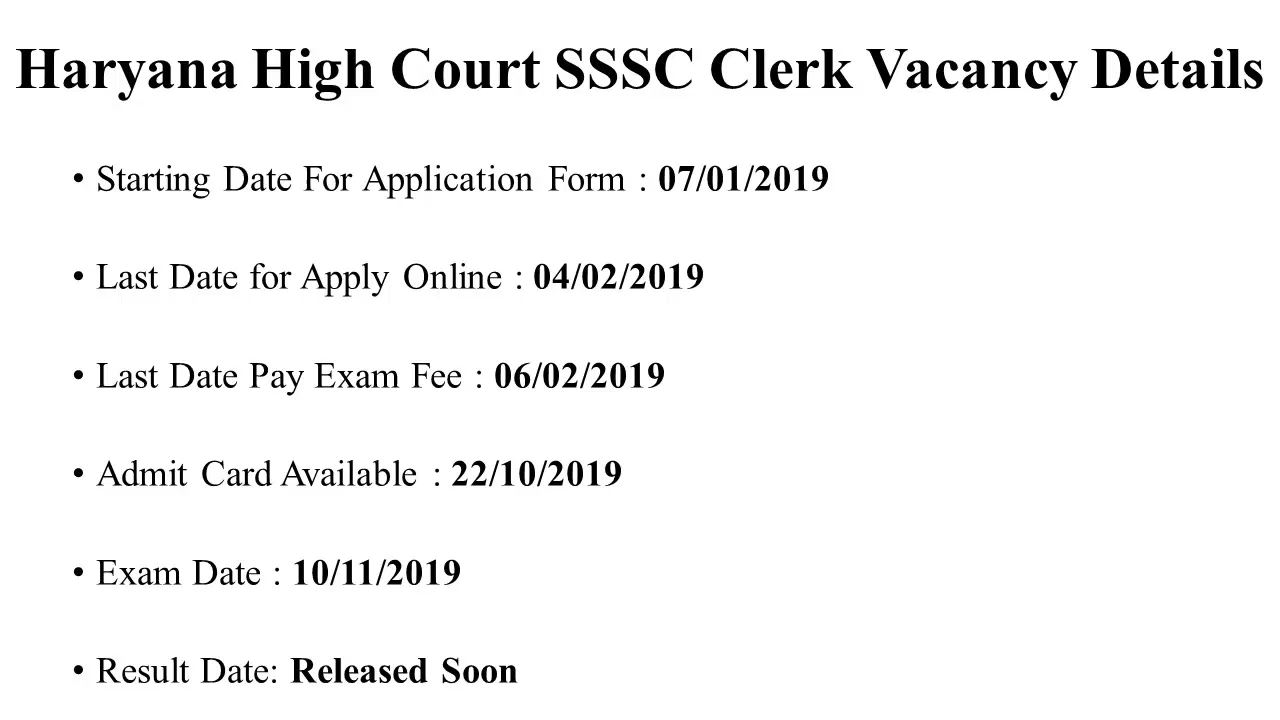 Haryana High Court SSSC Clerk Vacancy Details
• Starting Date For Application Form : 07/01/2019
• Last Date for Apply Online : 04/02/2019
• Last Date Pay Exam Fee : 06/02/2019
• Admit Card Available : 22/10/2019
• Exam Date : 10/11/2019
• Result Date: Released Soon